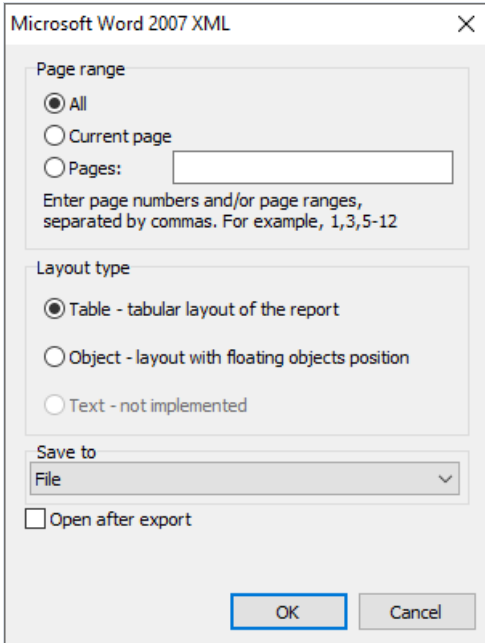 Microsoft Word 2007 XML
Page range
All
Current page
Pages:
Enter page numbers and/or page ranges,
separated by commas. For example, 1,3,5-12
Layout type
Table - tabular layout of the report
Object - layout with floating objects position
Text - not implemented
Save to
File
Open after export
OK Cancel